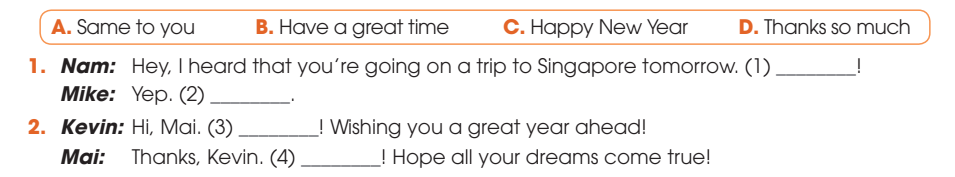 A. Same to you B. Have a great time C. Happy New Year D. Thanks so much
1. Nam: Hey, I heard that you're going on a trip to Singapore tomorrow. (1) ________!
Mike: Yep. (2) ________.
2. Kevin: Hi, Mai. (3) ________! Wishing you a great year ahead!
Mai: Thanks, Kevin. (4) ________! Hope all your dreams come true!